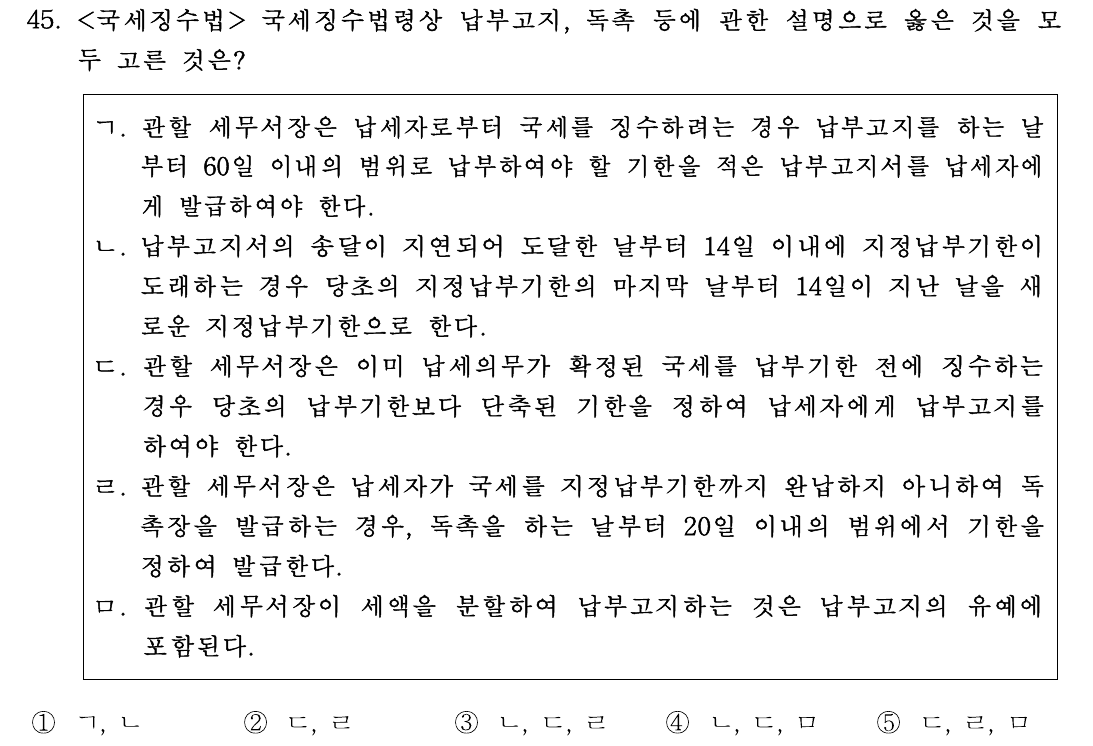 45. <국세징수법> 국세징수법령상 납부고지, 독촉 등에 관한 설명으로 옳은 것을 모
두 고른 것은?
ㄱ. 관할 세무서장은 납세자로부터 국세를 징수하려는 경우 납부고지를 하는 날
부터 60일 이내의 범위로 납부하여야 할 기한을 적은 납부고지서를 납세자에
게 발급하여야 한다.
ㄴ. 납부고지서의 송달이 지연되어 도달한 날부터 14일 이내에 지정납부기한이
도래하는 경우 당초의 지정납부기한의 마지막 날부터 14일이 지난 날을 새
로운 지정납부기한으로 한다.
ㄷ. 관할 세무서장은 이미 납세의무가 확정된 국세를 납부기한 전에 징수하는
경우 당초의 납부기한보다 단축된 기한을 정하여 납세자에게 납부고지를
하여야 한다.
ㄹ. 관할 세무서장은 납세자가 국세를 지정납부기한까지 완납하지 아니하여 독
촉장을 발급하는 경우, 독촉을 하는 날부터 20일 이내의 범위에서 기한을
정하여 발급한다.
ㅁ. 관할 세무서장이 세액을 분할하여 납부고지하는 것은 납부고지의 유예에
포함된다.
① ㄱ, ㄴ ② ㄷ, ㄹ ③ ㄴ, ㄷ, ㄹ ④ ㄴ, ㄷ, ㅁ ⑤ ㄷ, ㄹ, ㅁ